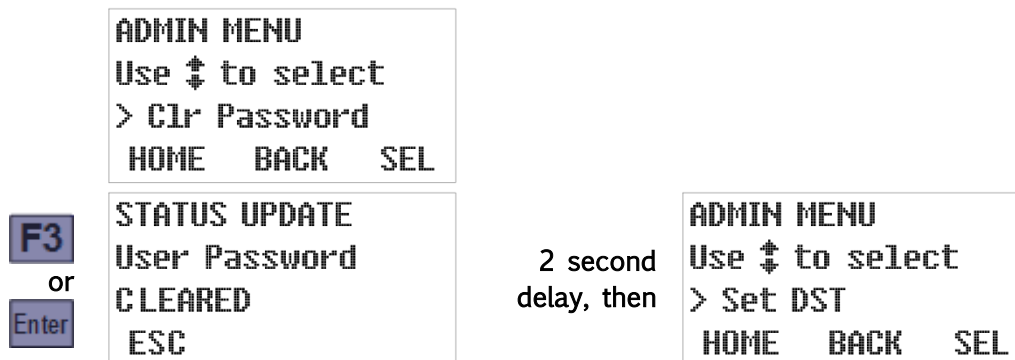 ADMIN MENU
Use ↕ to select
> Clr Password
HOME BACK SEL
F3
or
Enter
STATUS UPDATE
User Password
CLEARED
ESC
2 second
delay, then
ADMIN MENU
Use ↕ to select
> Set DST
HOME BACK SEL